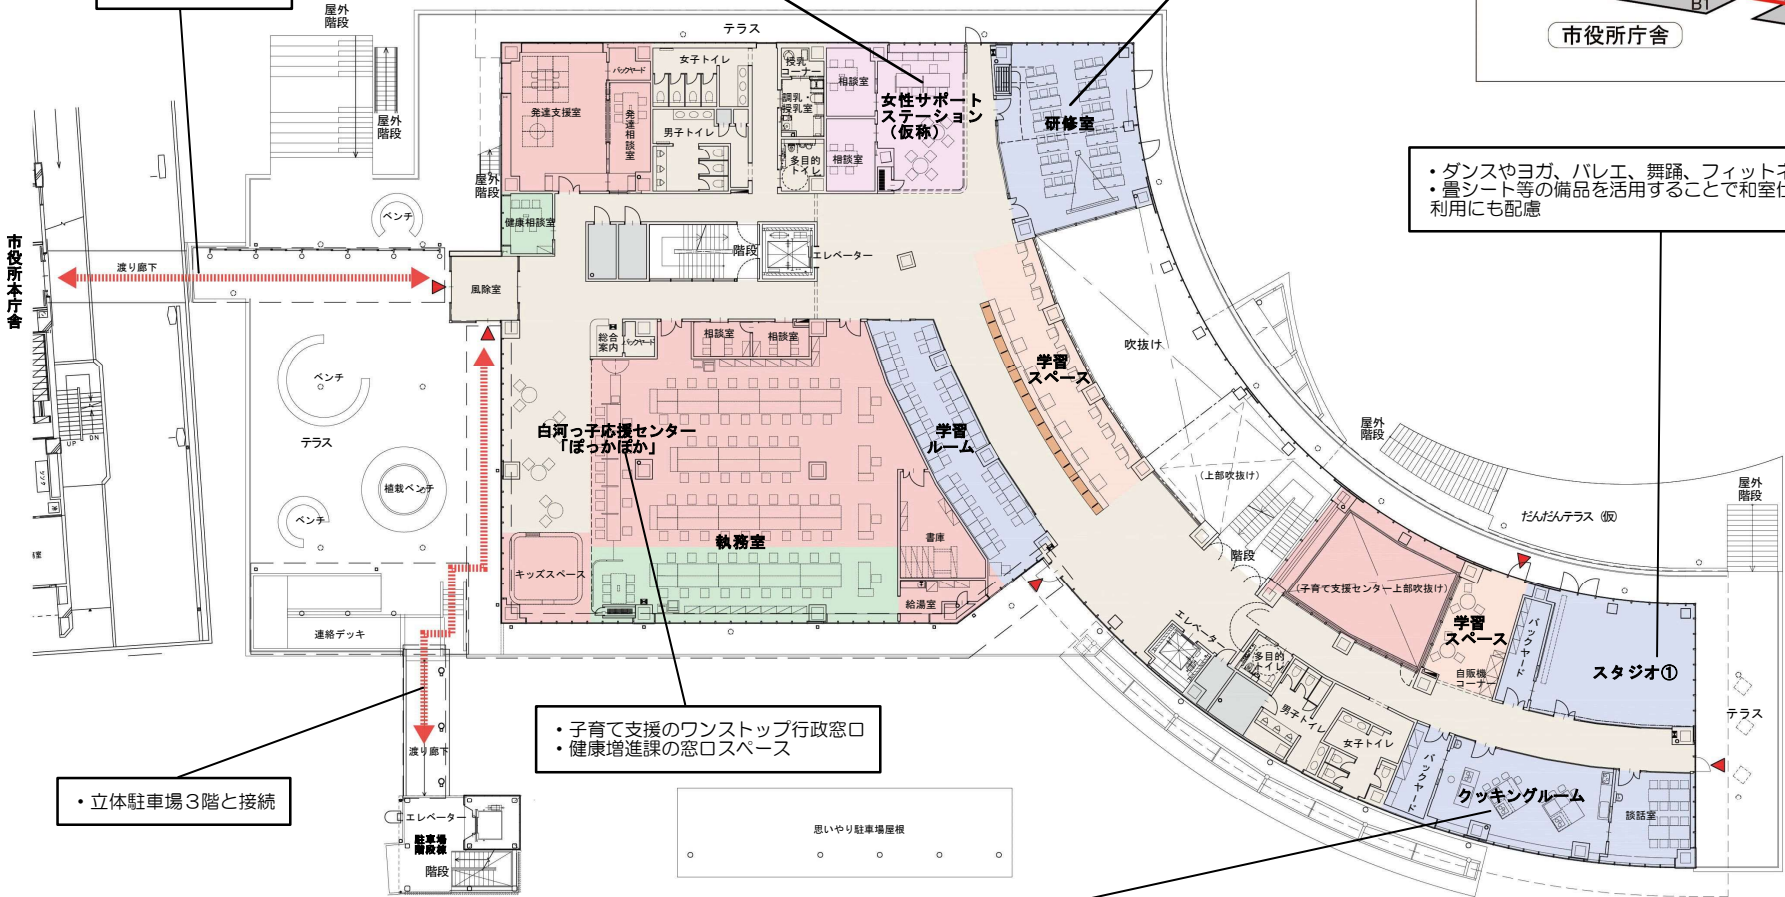 屋外
階段
テラス
B1
市役所庁舎
屋外
階段
屋外
階段
発達支援室
バックヤード
発達相談室
女子トイレ
男子トイレ
授乳
コーナー
調乳・
授乳室
多目的
トイレ
相談室
相談室
女性サポート
ステーション
（仮称）
研修室
・ダンスやヨガ、バレエ、舞踊、フィットネ
・畳シート等の備品を活用することで和室仕
利用にも配慮
健康相談室
ベンチ
市役所本庁舎
渡り廊下
風除室
階段
エレベーター
総合
案内
バックヤード
相談室
相談室
吹抜け
学習
スペース
ベンチ
テラス
UP
DN
白河っ子応援センター
「ぽっかぽか」
学習
ルーム
（上部吹抜け）
屋外
階段
屋外
階段
だんだんテラス（仮）
植栽ベンチ
ベンチ
執務室
書庫
キッズスペース
給湯室
階段
（子育て支援センター上部吹抜け）
学習
スペース
自販機
コーナー
バックヤード
スタジオ①
テラス
連絡デッキ
エレベーター
多目的
トイレ
男子トイレ
女子トイレ
バックヤード
クッキングルーム
談話室
・子育て支援のワンストップ行政窓口
・健康増進課の窓口スペース
渡り廊下
・立体駐車場３階と接続
エレベーター
駐車場
階段棟
階段
思いやり駐車場屋根